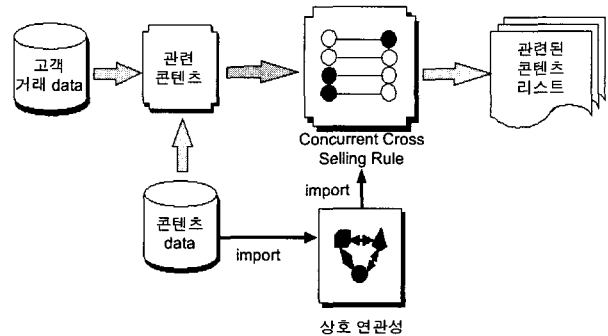 고객
거래 data
관련
콘텐츠
관련된
콘텐츠
리스트
Concurrent Cross
Selling Rule
import
콘텐츠
data
import
상호 연관성